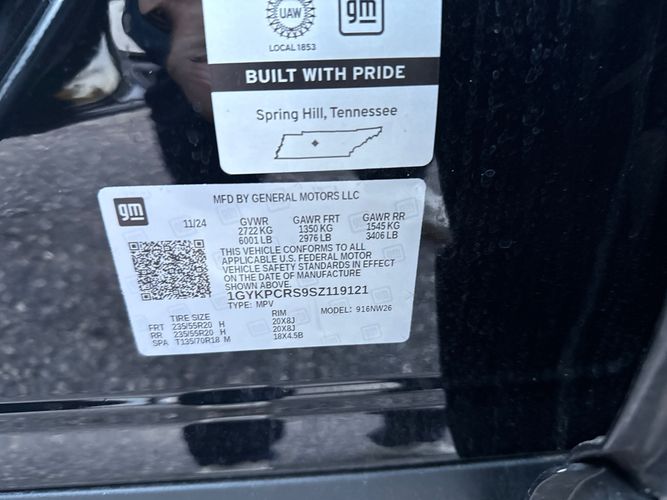 UAW
gm
LOCAL 1853
BUILT WITH PRIDE
Spring Hill, Tennessee
gm
MFD BY GENERAL MOTORS LLC
11/24 GVWR GAWR FRT GAWR RR
2722 KG 1350 KG 1545 KG
6001 LB 2976 LB 3406 LB
THIS VEHICLE CONFORMS TO ALL
APPLICABLE U.S. FEDERAL MOTOR
VEHICLE SAFETY STANDARDS IN EFFECT
ON THE DATE OF MANUFACTURE
SHOWN ABOVE.
1GYKPCRS9SZ119121
TYPE: MPV MODEL: 916NW26
TIRE SIZE RIM
FRT 235/55R20 H 20X8J
RR 235/55R20 H 20X8J
SPA T135/70R18 M 18X4.5B